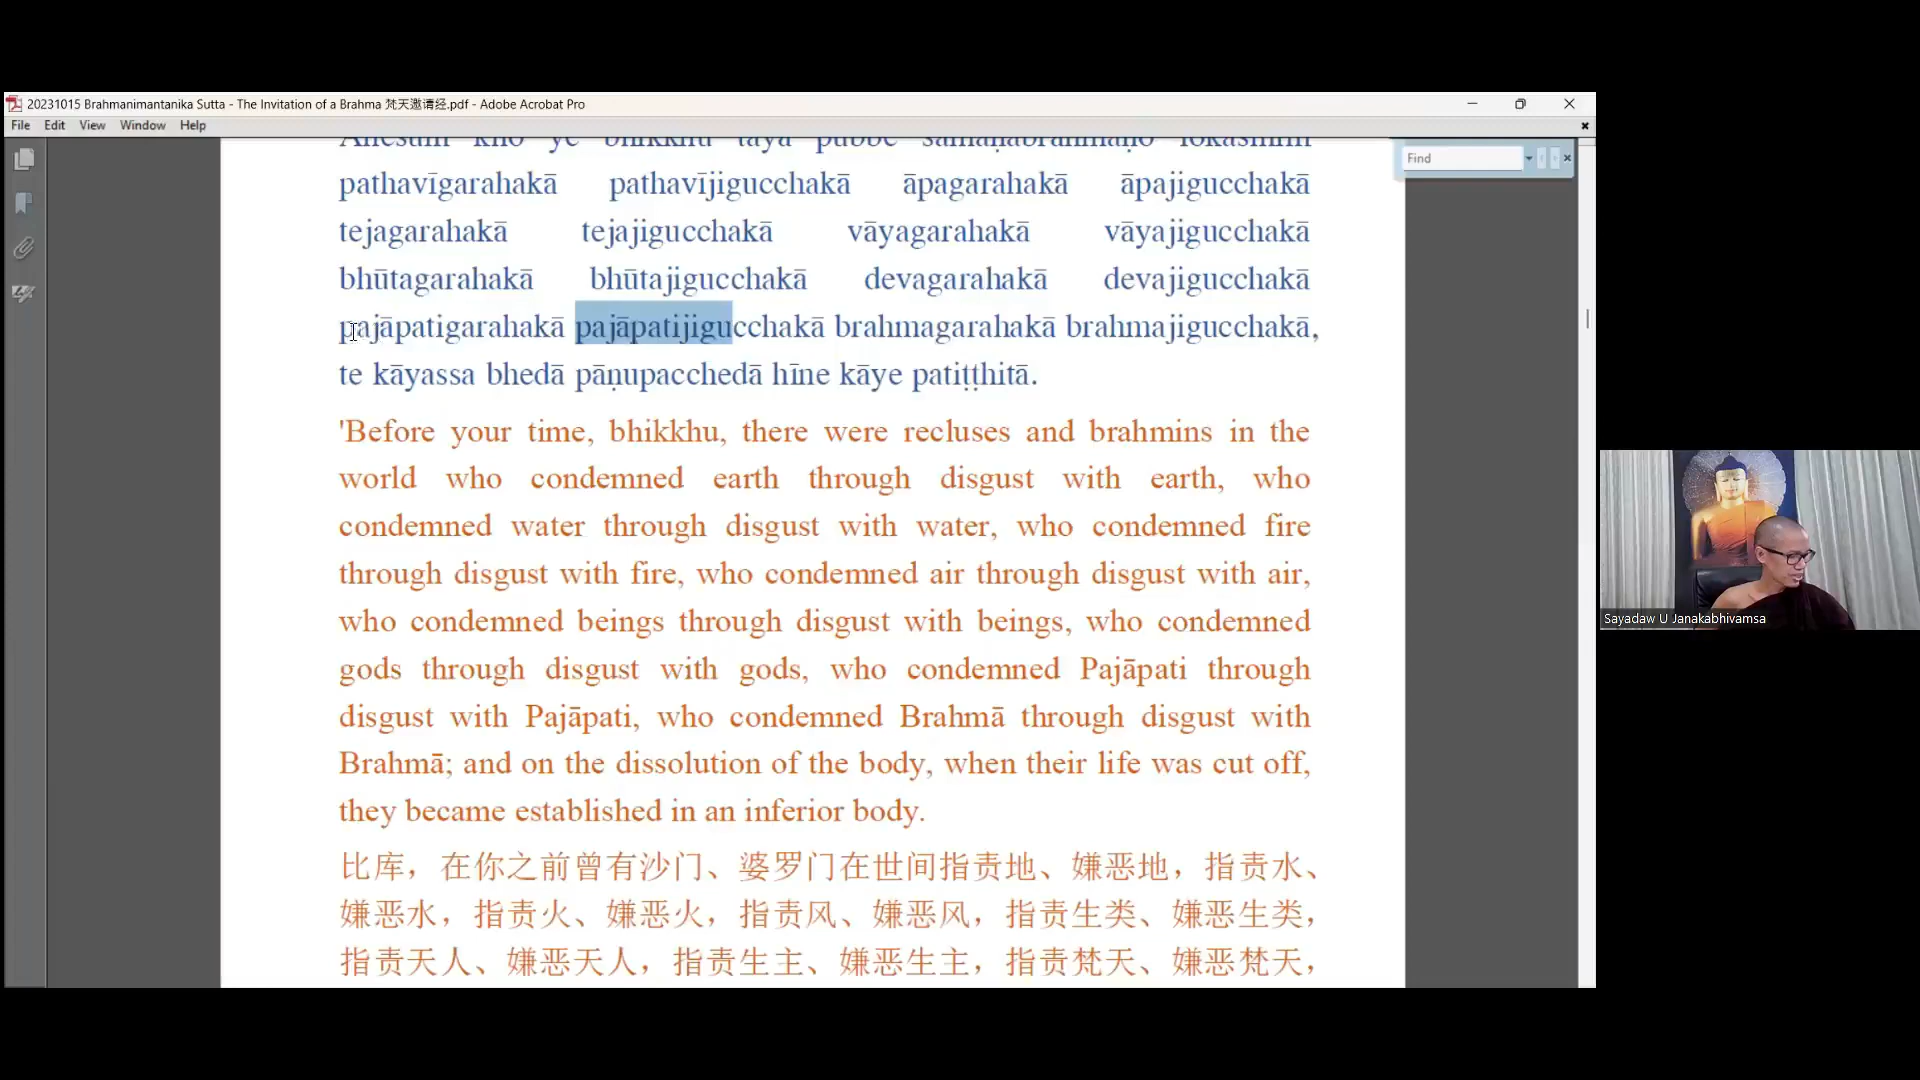 20231015 Brahmanimantanika Sutta - The Invitation of a Brahma 梵天邀请经.pdf - Adobe Acrobat Pro
File Edit View Window Help
Find
kho ye bhikkhu tayā pubbe samaṇabrāhmaṇo lokasmiṁ
pathavīgarahakā pathavījigucchakā āpagarahakā āpajigucchakā
tejagarahakā tejajigucchakā vāyagarahakā vāyajigucchakā
bhūtagarahakā bhūtajigucchakā devagarahakā devajigucchakā
pajāpatigarahakā pajāpatijigucchakā brahmagarahakā brahmajigucchakā,
te kāyassa bhedā pāṇupacchedā hīne kāye patiṭṭhitā.
'Before your time, bhikkhu, there were recluses and brahmins in the
world who condemned earth through disgust with earth, who
condemned water through disgust with water, who condemned fire
through disgust with fire, who condemned air through disgust with air,
who condemned beings through disgust with beings, who condemned
gods through disgust with gods, who condemned Pajāpati through
disgust with Pajāpati, who condemned Brahmā through disgust with
Brahmā; and on the dissolution of the body, when their life was cut off,
they became established in an inferior body.
比库，在你之前曾有沙门、婆罗门在世间指责地、嫌恶地，指责水、
嫌恶水，指责火、嫌恶火，指责风、嫌恶风，指责生类、嫌恶生类，
指责天人、嫌恶天人，指责生主、嫌恶生主，指责梵天、嫌恶梵天，
Sayadaw U Janakabhivamsa